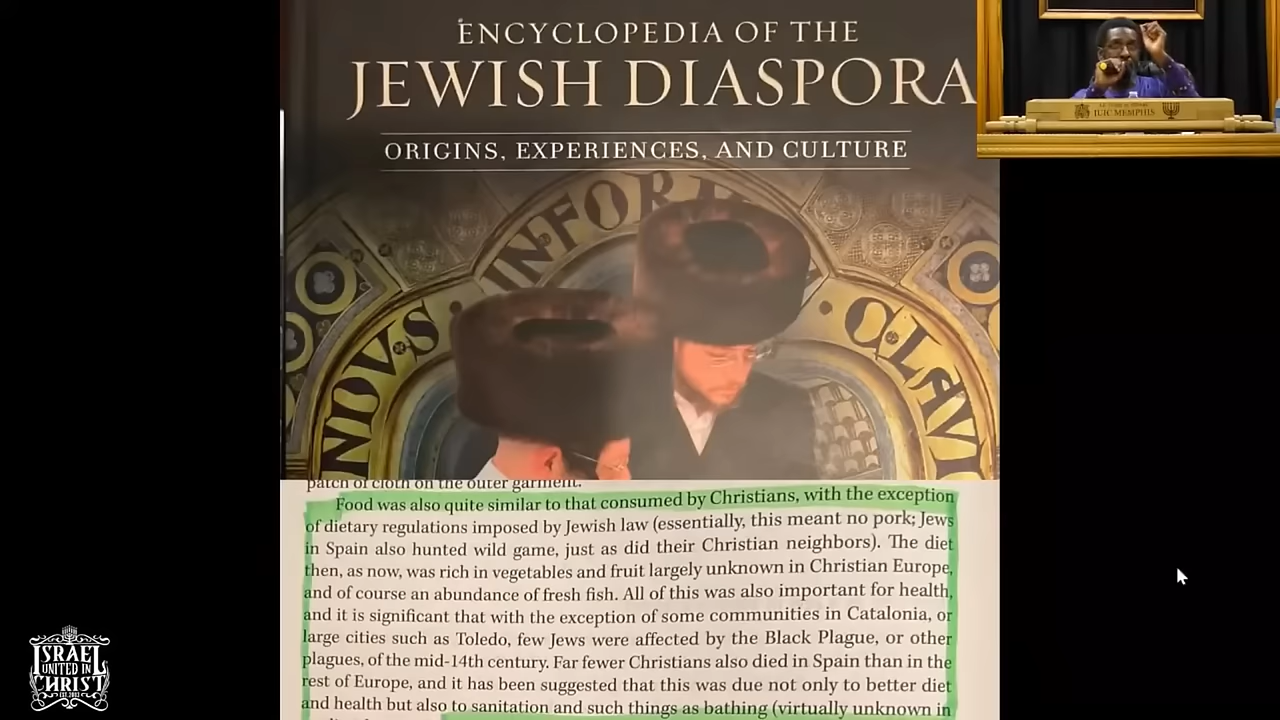 ENCYCLOPEDIA OF THE
JEWISH DIASPORA
ORIGINS, EXPERIENCES, AND CULTURE
IUIC MEMPHIS
INFORM
NDVS
CLAV
patch of cloth on the outer garment.
Food was also quite similar to that consumed by Christians, with the exception
of dietary regulations imposed by Jewish law (essentially, this meant no pork; Jews
in Spain also hunted wild game, just as did their Christian neighbors). The diet
then, as now, was rich in vegetables and fruit largely unknown in Christian Europe,
and of course an abundance of fresh fish. All of this was also important for health,
and it is significant that with the exception of some communities in Catalonia, or
large cities such as Toledo, few Jews were affected by the Black Plague, or other
plagues, of the mid-14th century. Far fewer Christians also died in Spain than in the
rest of Europe, and it has been suggested that this was due not only to better diet
and health but also to sanitation and such things as bathing (virtually unknown in
ISRAEL
UNITED IN
CHRIST
EST. 2003